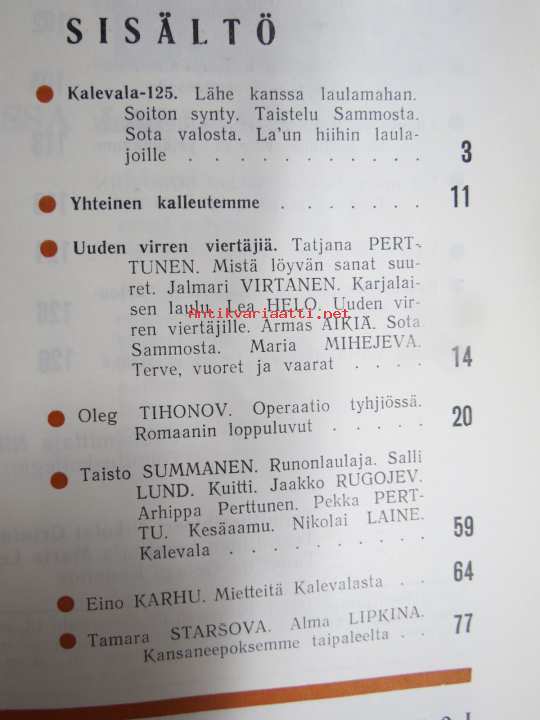 SISÄLTÖ
Kalevala-125. Lähe kanssa laulamahan.
Soiton synty. Taistelu Sammosta.
Sota valosta. La'un hiihin laula-
joille . . . . . . . . . . . 3
Yhteinen kalleutemme . . . . . . . 11
Uuden virren viertäjiä. Tatjana PERT-
TUNEN. Mistä löyvän sanat suu-
ret. Jalmari VIRTANEN. Karjalai-
sen laulu. Lea HELO. Uuden vir-
antikvariaatti.net
ren viertäjille. Armas ÄIKIÄ. Sota
Sammosta. Maria MIHEJEVA.
Terve, vuoret ja vaarat . . . . 14
Oleg TIHONOV. Operaatio tyhjiössä.
Romaanin loppuluvut . . . . . 20
Taisto SUMMANEN. Runonlaulaja. Salli
LUND. Kuitti. Jaakko RUGOJEV.
Arhippa Perttunen. Pekka PERT-
TU. Kesäaamu. Nikolai LAINE.
Kalevala . . . . . . . . . . 59
Eino KARHU. Mietteitä Kalevalasta . . 64
Tamara STARŠOVA. Alma LIPKINA.
Kansaneepoksemme taipaleelta . . 77